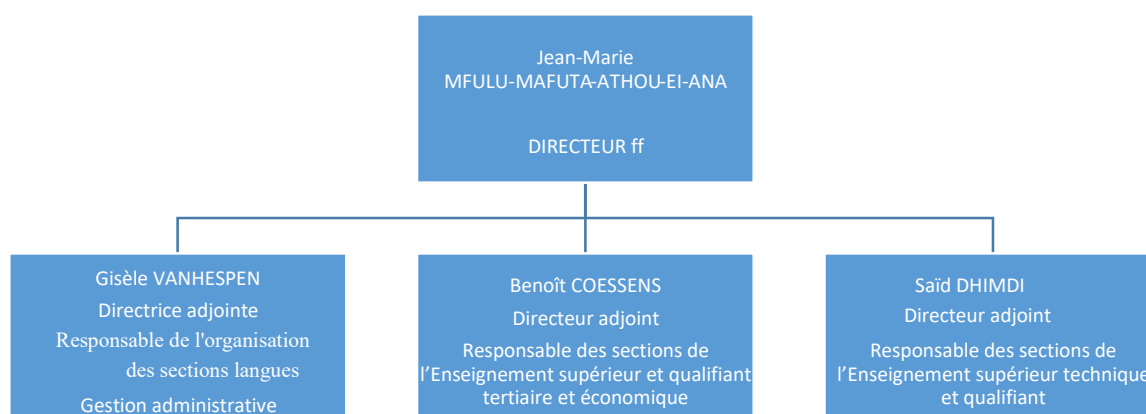 Jean-Marie
MFULU-MAFUTA-ATHOU-EI-ANA
DIRECTEUR ff
Gisèle VANHESPEN
Directrice adjointe
Responsable de l'organisation
des sections langues
Gestion administrative
Benoît COESSENS
Directeur adjoint
Responsable des sections de
l’Enseignement supérieur et qualifiant
tertiaire et économique
Saïd DHIMDI
Directeur adjoint
Responsable des sections de
l’Enseignement supérieur technique
et qualifiant